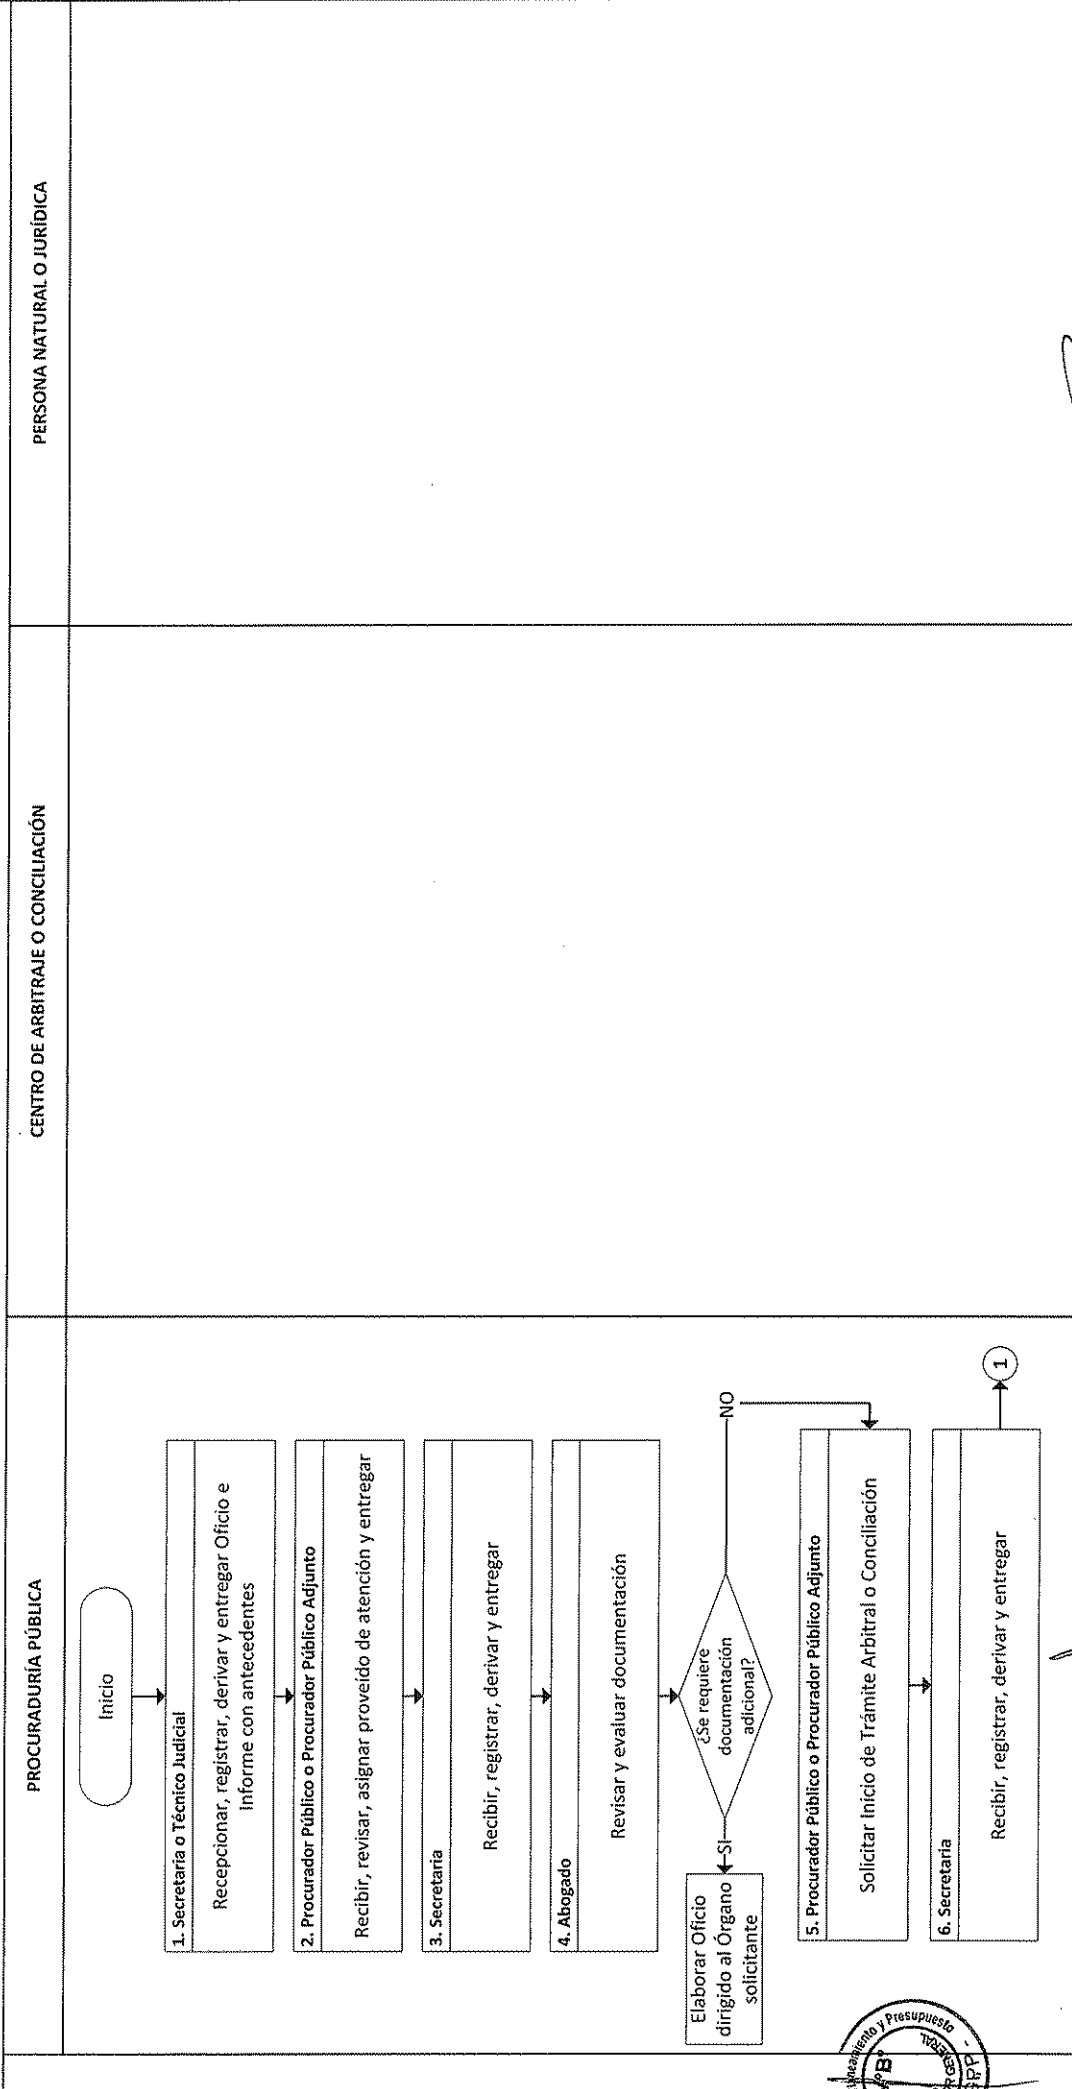 PROCURADURÍA PÚBLICA
CENTRO DE ARBITRAJE O CONCILIACIÓN
PERSONA NATURAL O JURÍDICA
Inicio
1. Secretaria o Técnico Judicial
Recepcionar, registrar, derivar y entregar Oficio e
Informe con antecedentes
2. Procurador Público o Procurador Público Adjunto
Recibir, revisar, asignar proveido de atención y entregar
3. Secretaria
Recibir, registrar, derivar y entregar
4. Abogado
Revisar y evaluar documentación
¿Se requiere
documentación
adicional?
SI
NO
Elaborar Oficio
dirigido al Órgano
solicitante
5. Procurador Público o Procurador Público Adjunto
Solicitar Inicio de Trámite Arbitral o Conciliación
6. Secretaria
Recibir, registrar, derivar y entregar
1
y Presupuesto
GENERAL